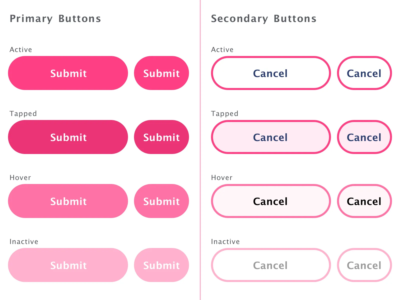 Primary Buttons
Active
Submit Submit
Tapped
Submit Submit
Hover
Submit Submit
Inactive
Submit Submit
Secondary Buttons
Active
Cancel Cancel
Tapped
Cancel Cancel
Hover
Cancel Cancel
Inactive
Cancel Cancel